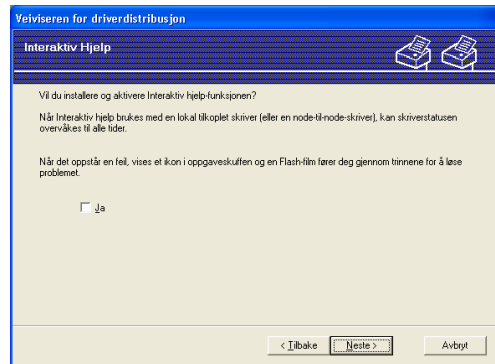 Veiviseren for driverdistribusjon
Interaktiv Hjelp
Vil du installere og aktivere Interaktiv hjelp-funksjonen?
Når Interaktiv hjelp brukes med en lokal tilkoplet skriver (eller en node-til-node-skriver), kan skriverstatusen
overvåkes til alle tider.
Når det oppstår en feil, vises et ikon i oppgaveskuffen og en Flash-film fører deg gjennom trinnene for å løse
problemet.
Ja
< Tilbake Neste > Avbryt